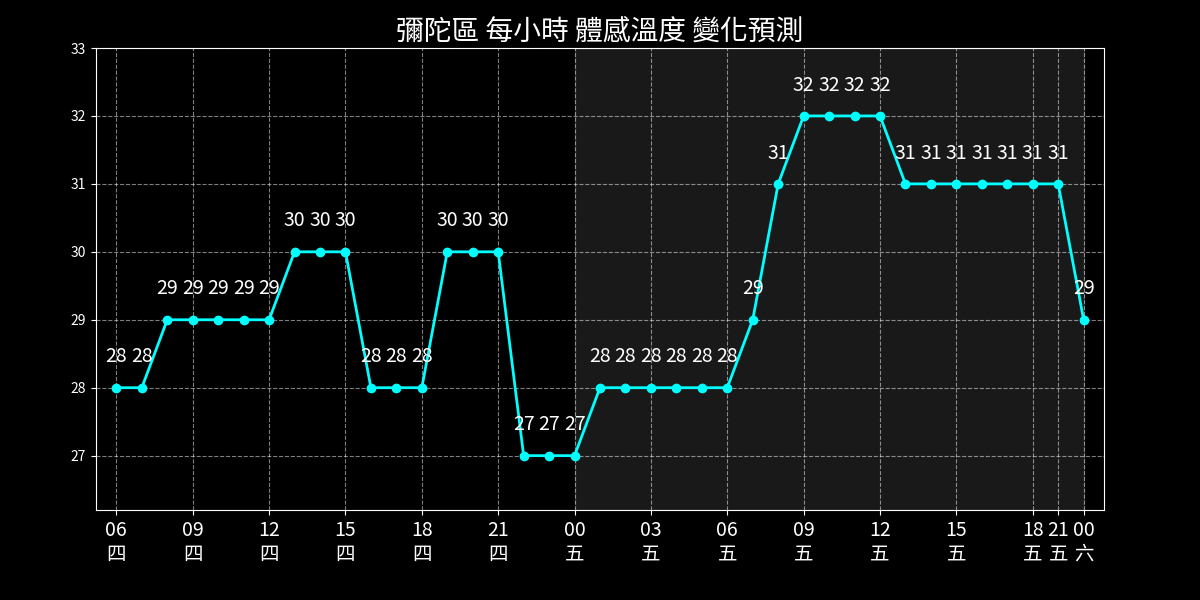 彌陀區 每小時 體感溫度 變化預測
33
32 32 32 32
32
31 31 31 31 31 31 31 31
31
30 30 30 30 30 30
30
29 29 29 29 29 29 29
29
28 28 28 28 28 28 28 28 28 28 28
28
27 27 27
27
06 09 12 15 18 21 00 03 06 09 12 15 18 21 00
四 四 四 四 四 四 五 五 五 五 五 五 五 五 六